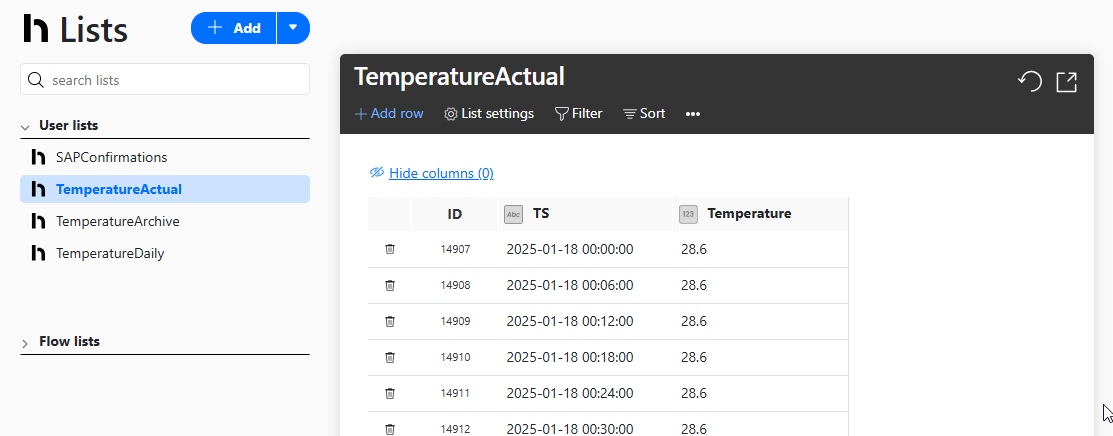 h Lists
+ Add
search lists
User lists
SAPConfirmations
TemperatureActual
TemperatureArchive
TemperatureDaily
Flow lists
TemperatureActual
+ Add row List settings Filter Sort •••
Hide columns (0)
ID Abc TS 123 Temperature
14907 2025-01-18 00:00:00 28.6
14908 2025-01-18 00:06:00 28.6
14909 2025-01-18 00:12:00 28.6
14910 2025-01-18 00:18:00 28.6
14911 2025-01-18 00:24:00 28.6
14912 2025-01-18 00:30:00 28.6